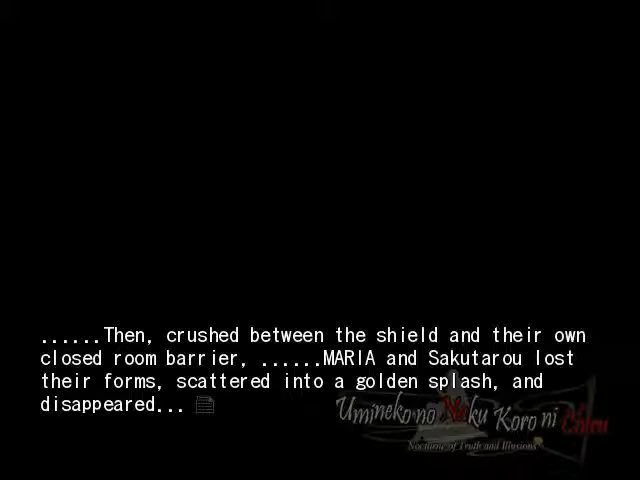 ......Then, crushed between the shield and their own
closed room barrier, ......MARIA and Sakutarou lost
their forms, scattered into a golden splash, and
disappeared...
Umineko no Naku Koro ni Chiru
Nocturne of Truth and Illusions